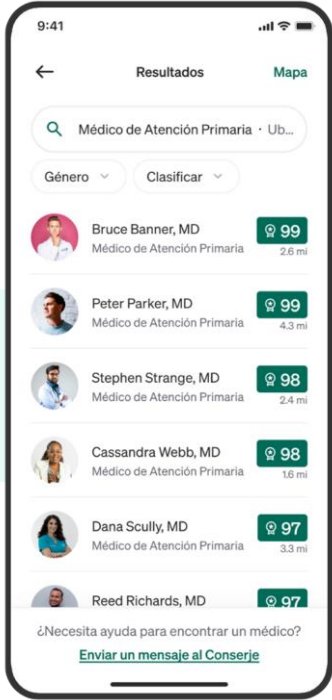 9:41
Resultados
Mapa
Médico de Atención Primaria · Ub...
Género
Clasificar
Bruce Banner, MD
99
Médico de Atención Primaria
2.6 mi
Peter Parker, MD
99
Médico de Atención Primaria
4.3 mi
Stephen Strange, MD
98
Médico de Atención Primaria
2.4 mi
Cassandra Webb, MD
98
Médico de Atención Primaria
1.6 mi
Dana Scully, MD
97
Médico de Atención Primaria
3.3 mi
Reed Richards, MD
97
¿Necesita ayuda para encontrar un médico?
Enviar un mensaje al Conserje